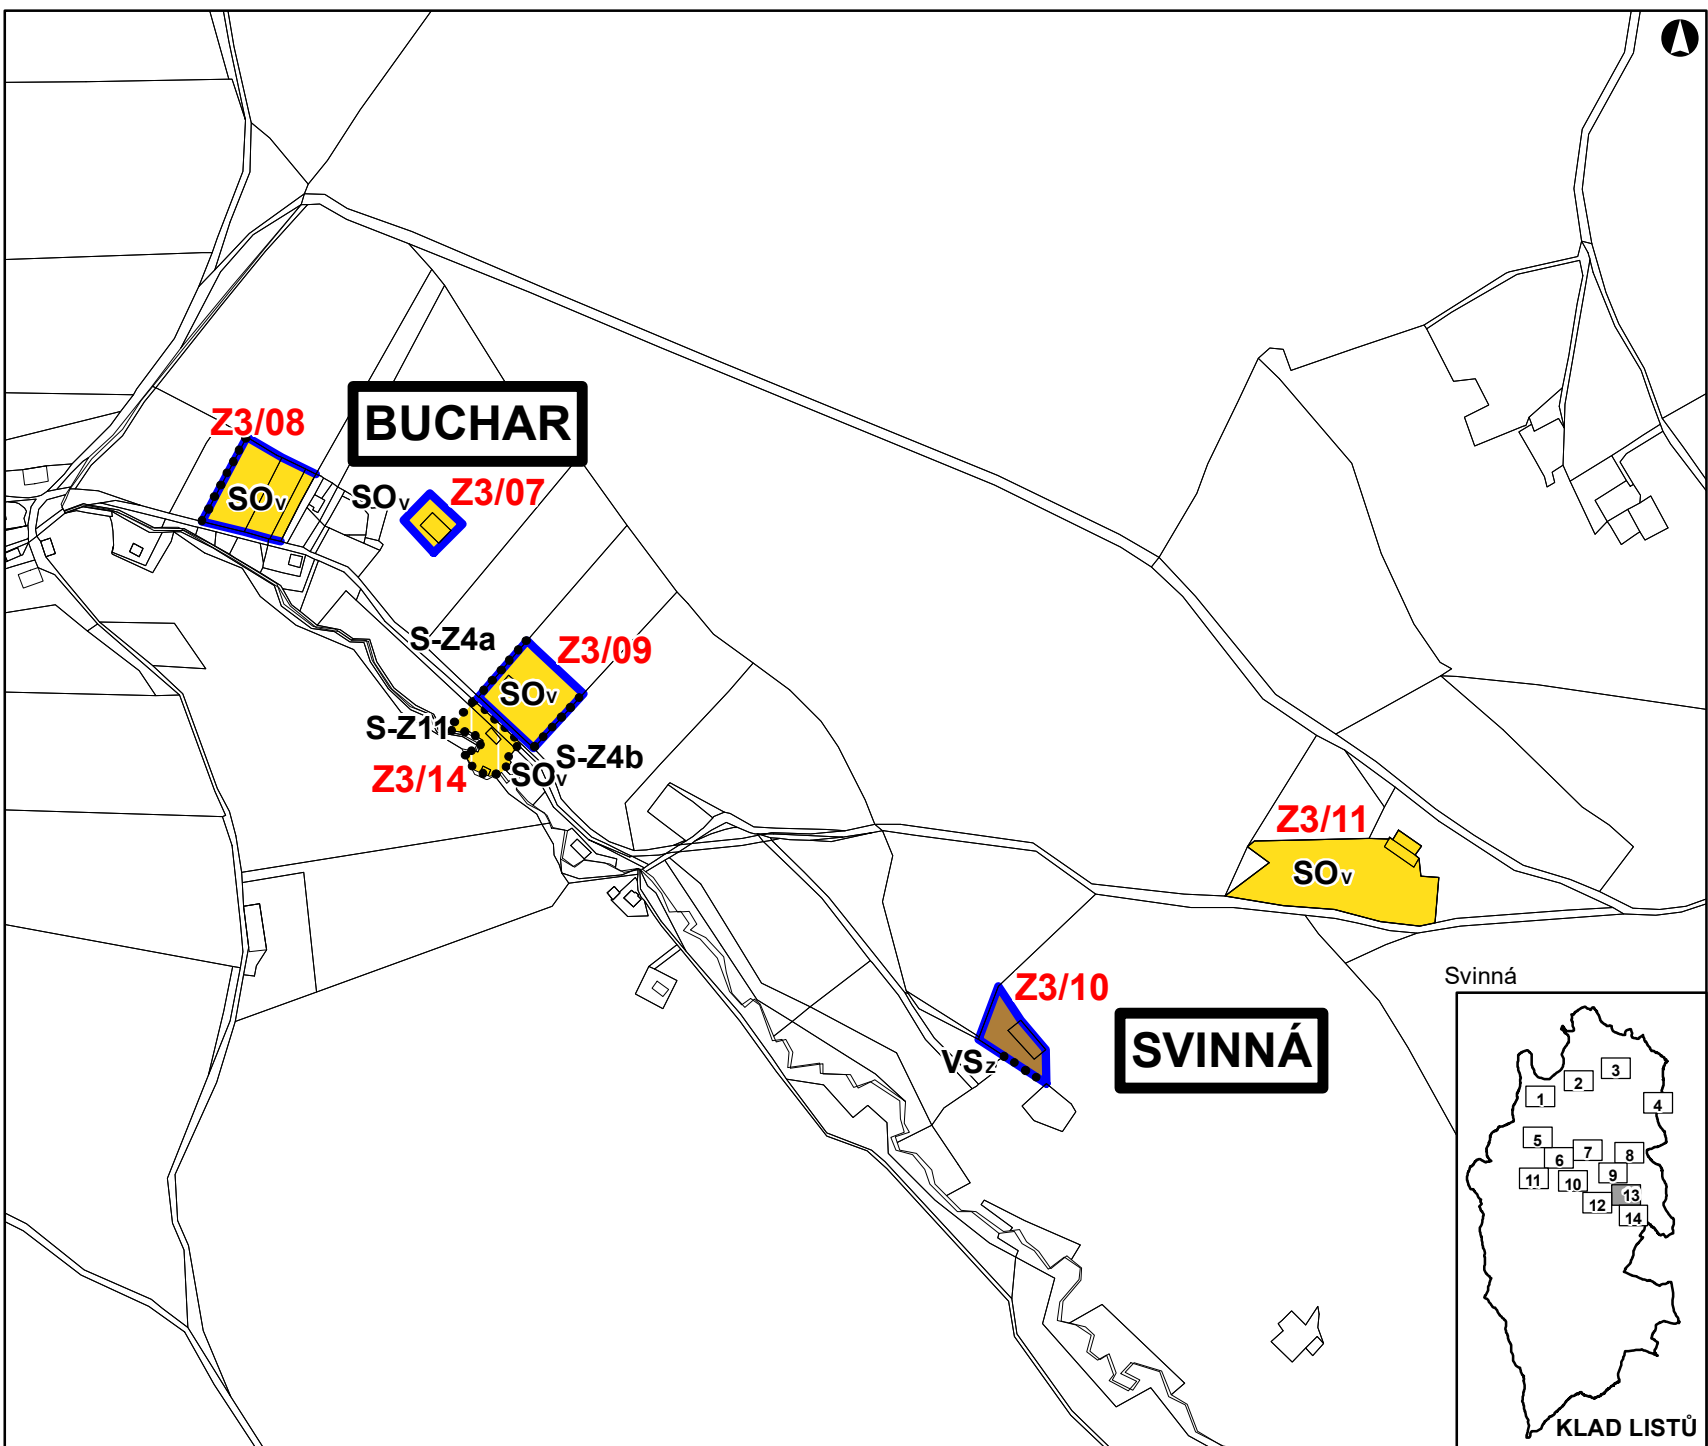 BUCHAR
Z3/08
SOv
SOv
Z3/07
S-Z4a
Z3/09
SOv
S-Z11
S-Z4b
SOv
Z3/14
Z3/11
SOv
Z3/10
VSz
SVINNÁ
Svinná
1
2
3
4
5
6
7
8
9
10
11
12
13
14
KLAD LISTŮ